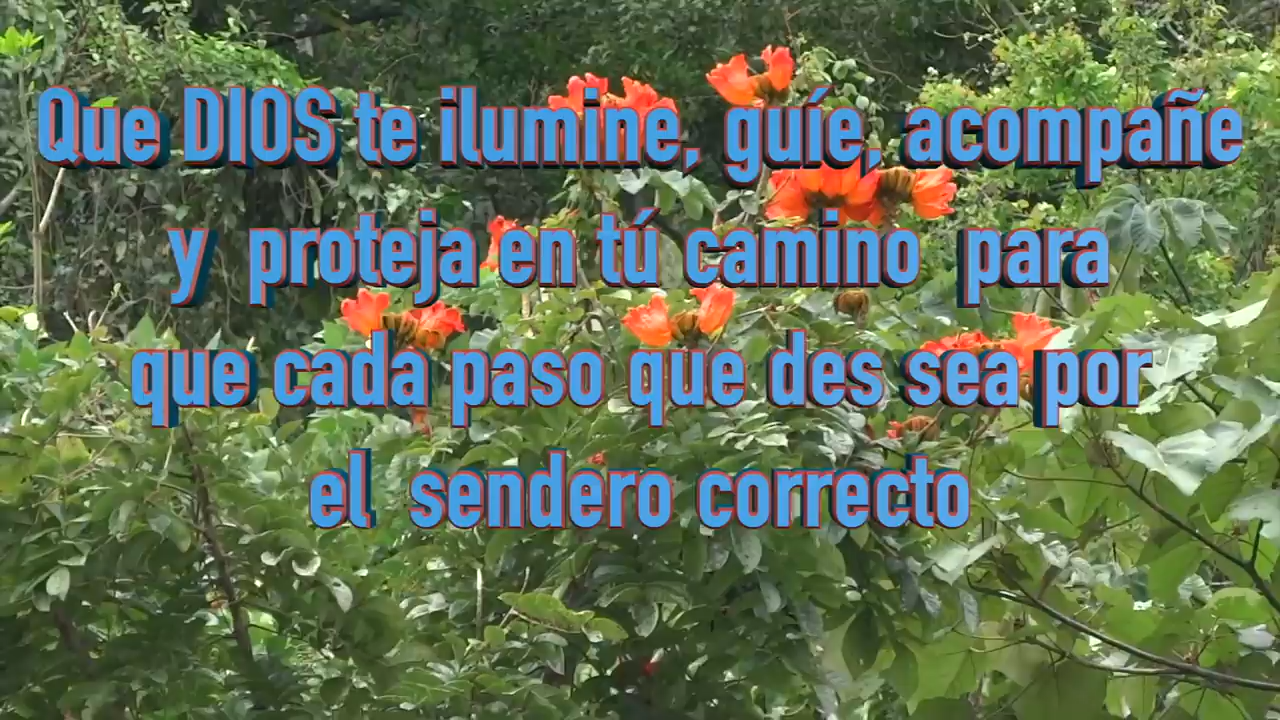 Que DIOS te ilumine, guíe, acompañe
y proteja en tú camino para
que cada paso que des sea por
el sendero correcto